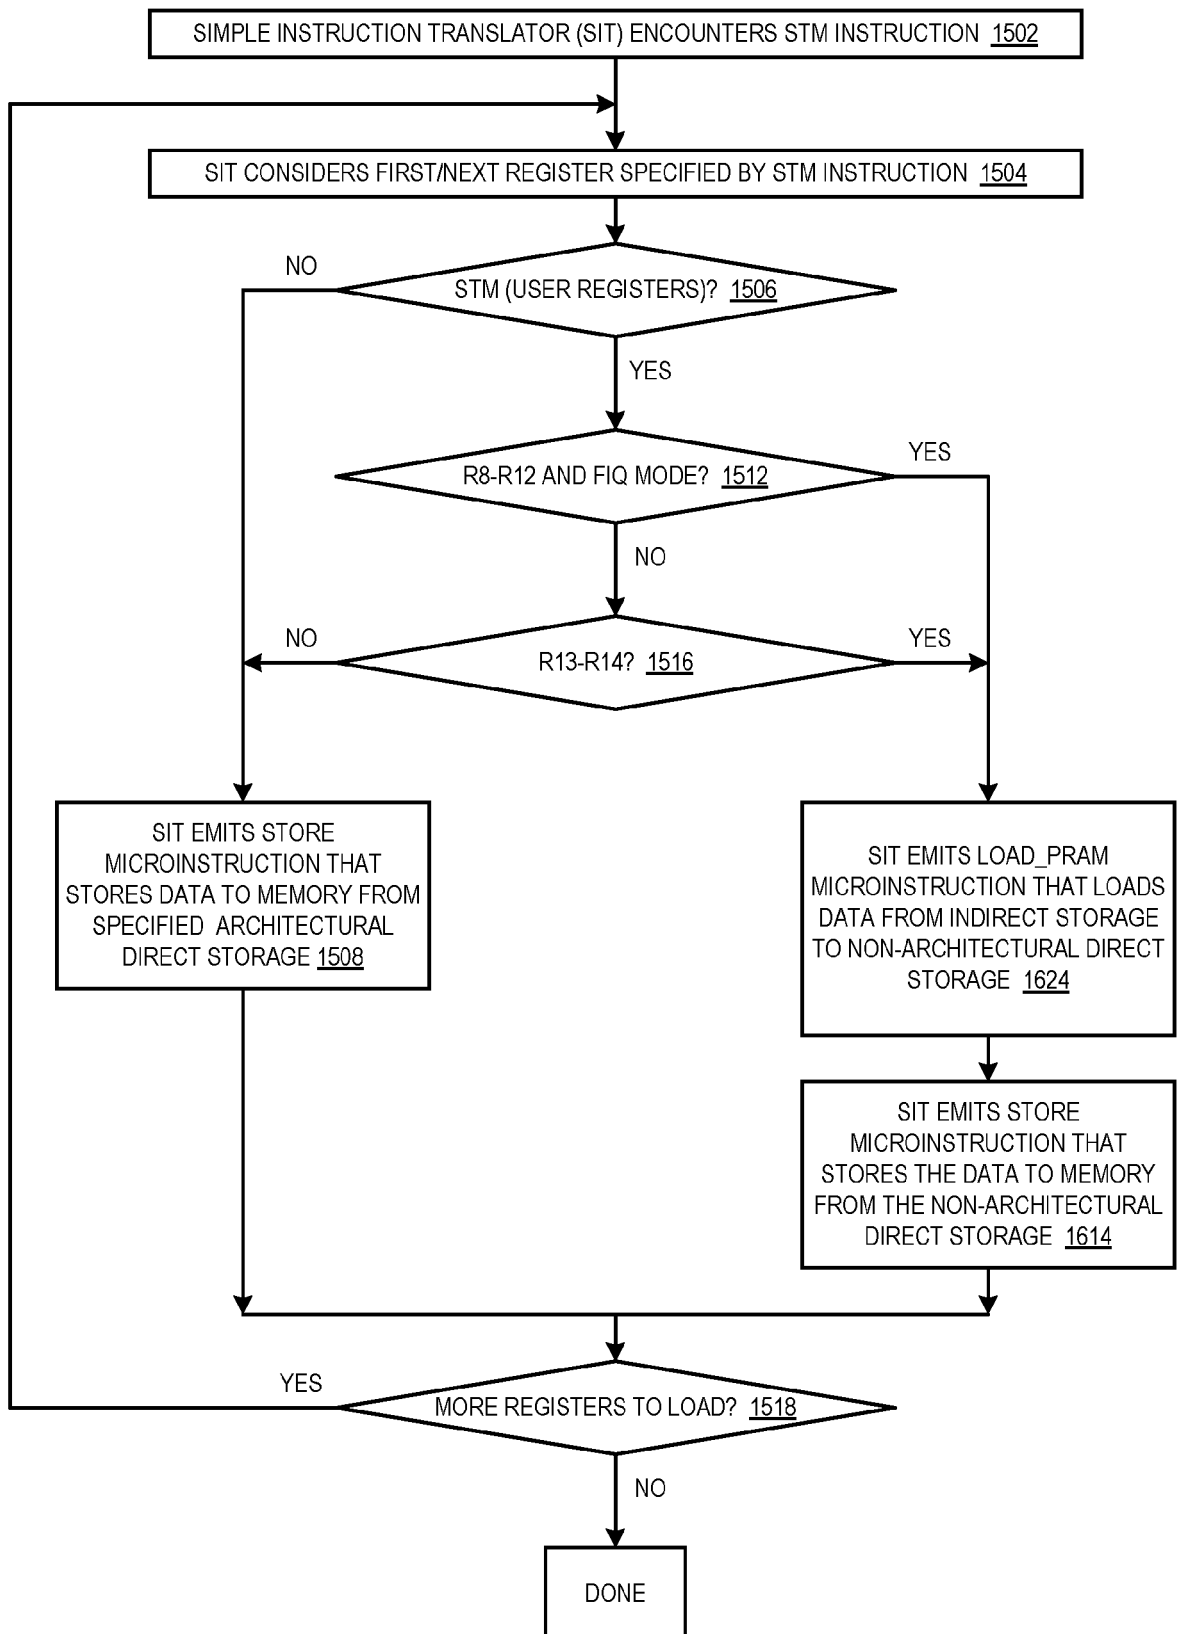 SIMPLE INSTRUCTION TRANSLATOR (SIT) ENCOUNTERS STM INSTRUCTION 1502
SIT CONSIDERS FIRST/NEXT REGISTER SPECIFIED BY STM INSTRUCTION 1504
NO
STM (USER REGISTERS)? 1506
YES
YES
R8-R12 AND FIQ MODE? 1512
NO
NO
YES
R13-R14? 1516
SIT EMITS STORE
MICROINSTRUCTION THAT
STORES DATA TO MEMORY FROM
SPECIFIED ARCHITECTURAL
DIRECT STORAGE 1508
SIT EMITS LOAD_PRAM
MICROINSTRUCTION THAT LOADS
DATA FROM INDIRECT STORAGE
TO NON-ARCHITECTURAL DIRECT
STORAGE 1624
SIT EMITS STORE
MICROINSTRUCTION THAT
STORES THE DATA TO MEMORY
FROM THE NON-ARCHITECTURAL
DIRECT STORAGE 1614
YES
MORE REGISTERS TO LOAD? 1518
NO
DONE